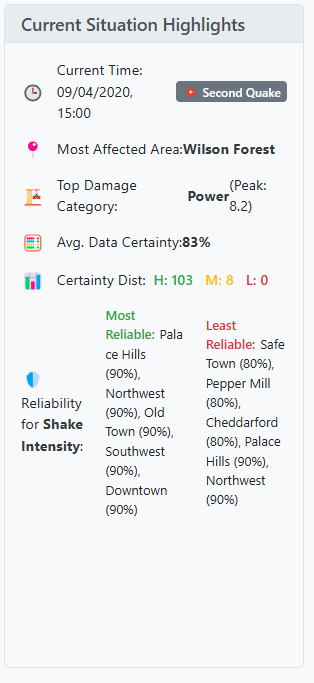 Current Situation Highlights
Current Time:
09/04/2020,
15:00
Second Quake
Most Affected Area:Wilson Forest
Top Damage
Category:
Power(Peak:
8.2)
Avg. Data Certainty:83%
Certainty Dist: H: 103 M: 8 L: 0
Reliability
for Shake
Intensity:
Most
Reliable: Pala
ce Hills
(90%),
Northwest
(90%), Old
Town (90%),
Southwest
(90%),
Downtown
(90%)
Least
Reliable: Safe
Town (80%),
Pepper Mill
(80%),
Cheddarford
(80%), Palace
Hills (90%),
Northwest
(90%)